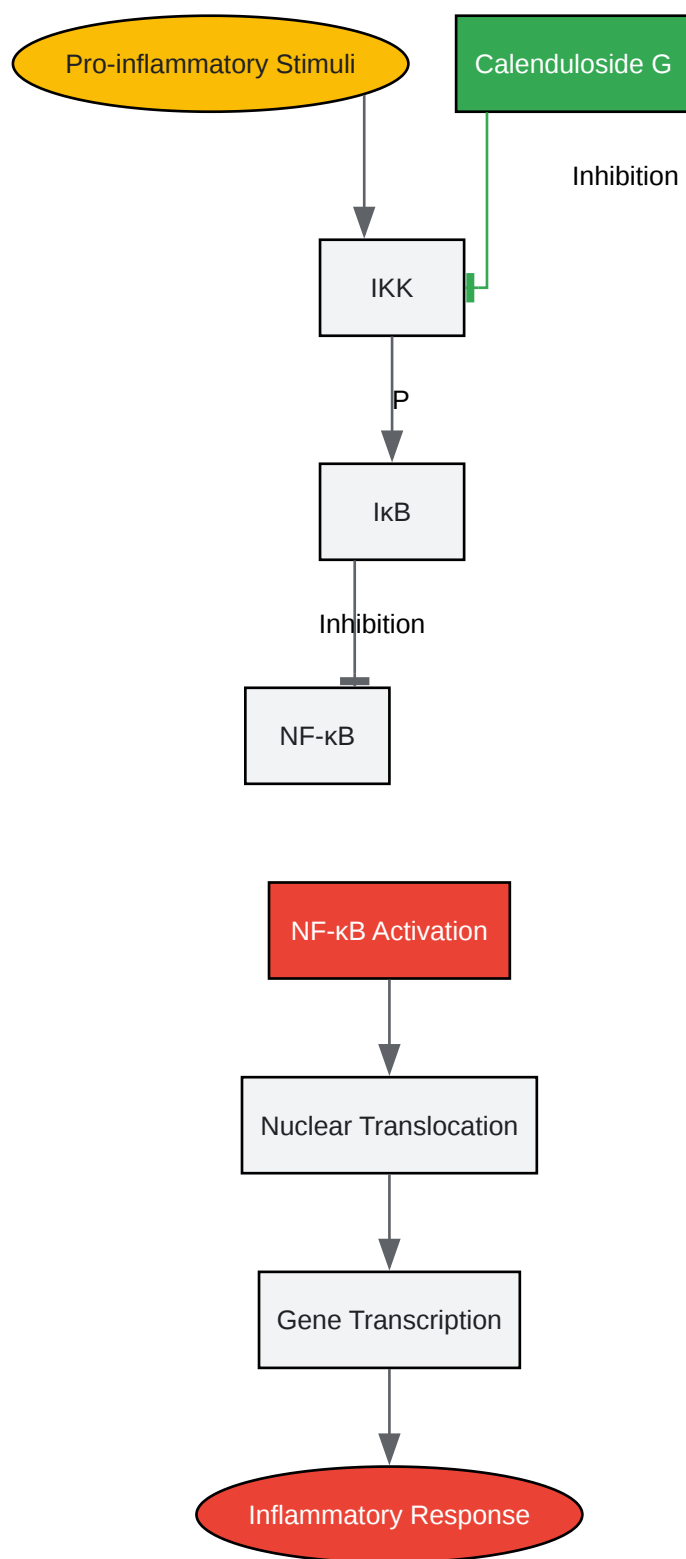 Pro-inflammatory Stimuli
Calenduloside G
Inhibition
IKK
P
IκB
Inhibition
NF-κB
NF-κB Activation
Nuclear Translocation
Gene Transcription
Inflammatory Response